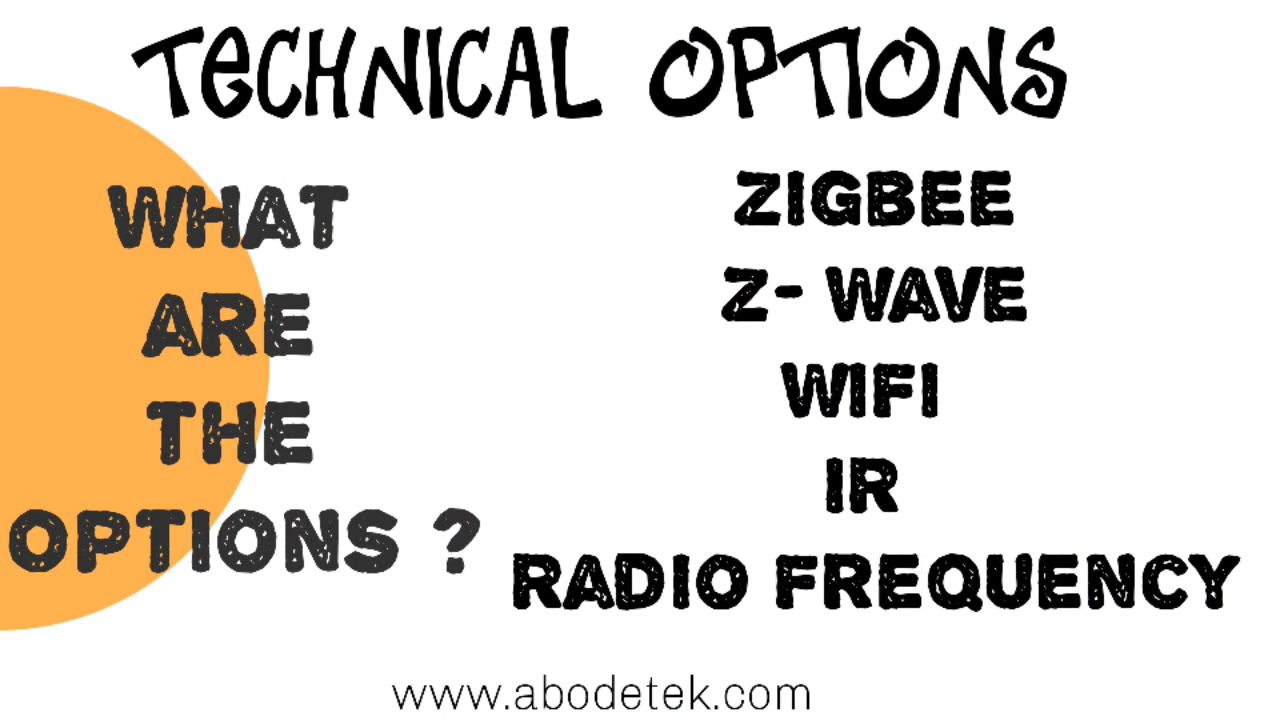 TeCHNICAL OPTIONS
WHAT
ARE
THE
OPTIONS ?
ZIGBEE
Z- WAVE
WIFI
IR
RADIO FREQUENCY
www.abodetek.com